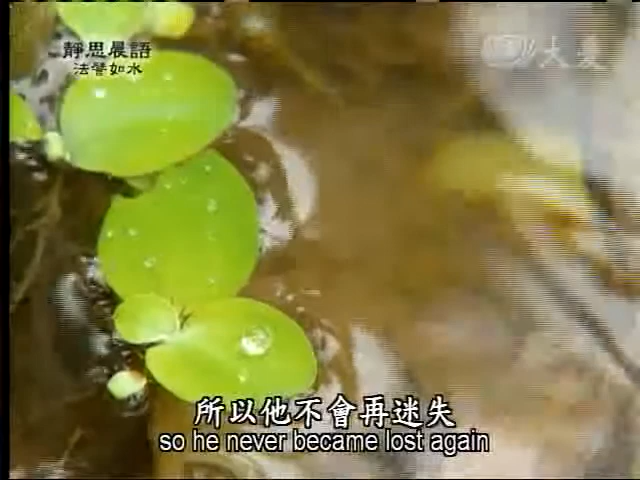 靜思晨語
法譬如水
大愛
所以他不會再迷失
so he never became lost again